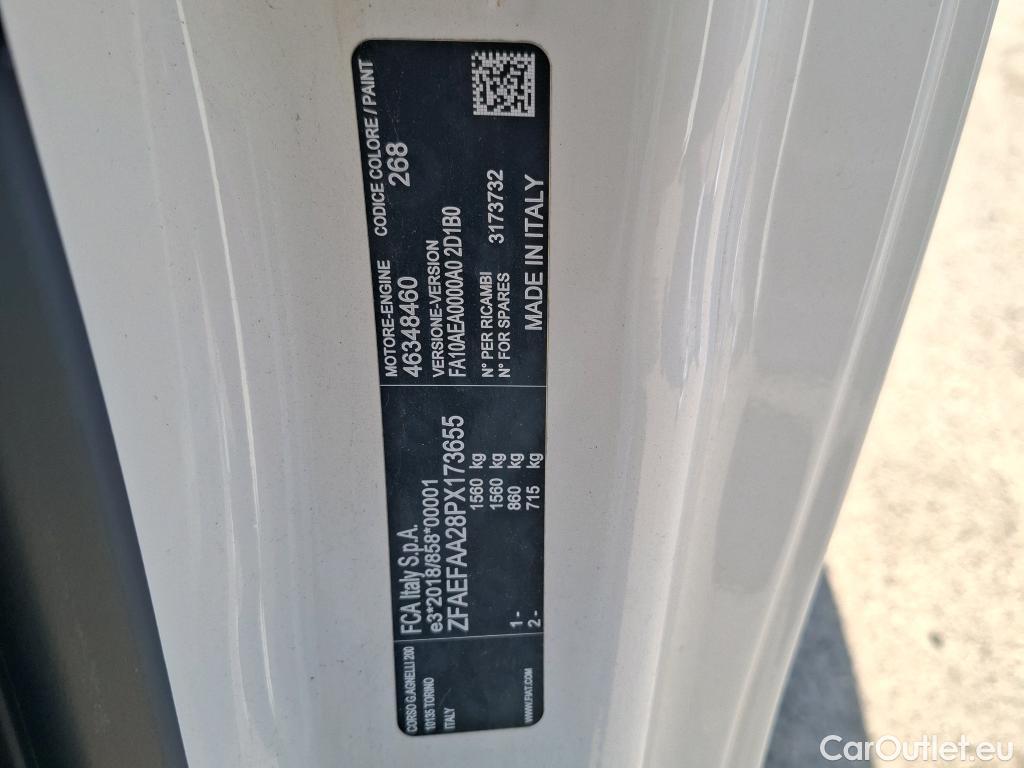 CORSO G.AGNELLI 200
10135 TORINO
ITALY
WWW.FIAT.COM
FCA Italy S.p.A.
e3*2018/858*00001
ZFAEFAA28PX173655
1560 kg
1560 kg
1 - 860 kg
2 - 715 kg
MOTORE-ENGINE CODICE COLORE / PAINT
46348460 268
VERSIONE-VERSION
FA10AEA0000A0 2D1B0
N° PER RICAMBI
N° FOR SPARES 3173732
MADE IN ITALY
CarOutlet.eu